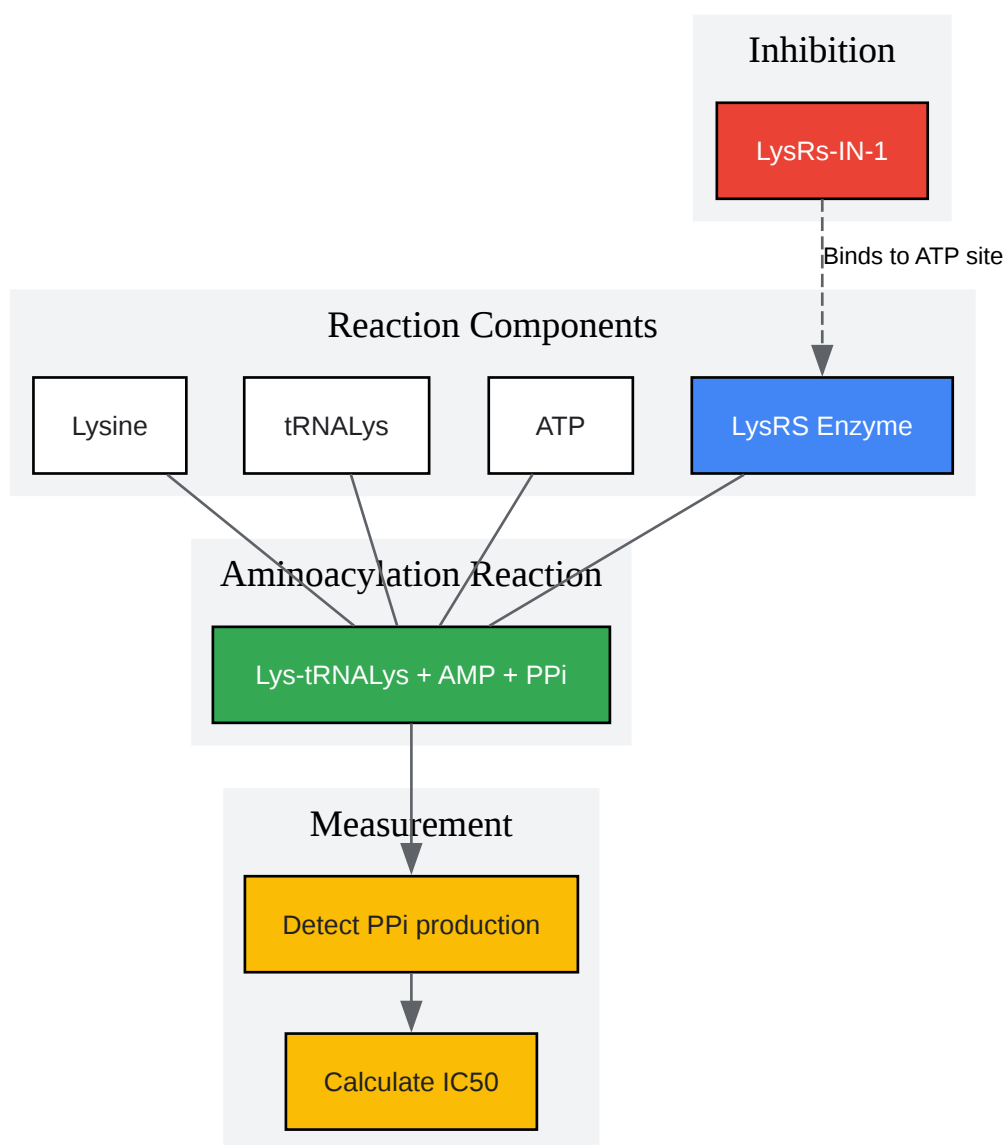 Inhibition
LysRs-IN-1
Binds to ATP site
Reaction Components
Lysine
tRNALys
ATP
LysRS Enzyme
Aminoacylation Reaction
Lys-tRNALys + AMP + PPi
Measurement
Detect PPi production
Calculate IC50